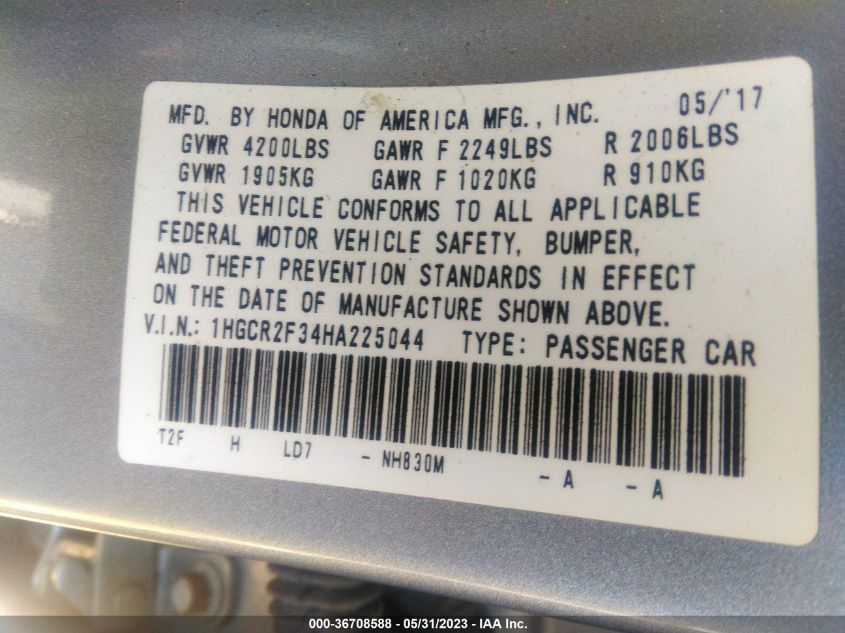 MFD. BY HONDA OF AMERICA MFG., INC. 05/'17
GVWR 4200LBS GAWR F 2249LBS R 2006LBS
GVWR 1905KG GAWR F 1020KG R 910KG
THIS VEHICLE CONFORMS TO ALL APPLICABLE
FEDERAL MOTOR VEHICLE SAFETY, BUMPER,
AND THEFT PREVENTION STANDARDS IN EFFECT
ON THE DATE OF MANUFACTURE SHOWN ABOVE.
V.I.N.: 1HGCR2F34HA225044 TYPE: PASSENGER CAR
T2F H LD7 - NH830M - A - A
000-36708588 - 05/31/2023 - IAA Inc.